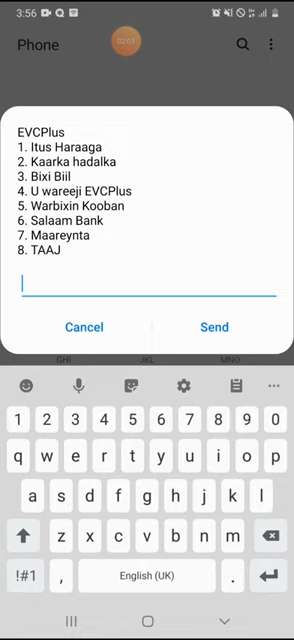 3:56
Phone
02:03
EVCPlus
1. Itus Haraaga
2. Kaarka hadalka
3. Bixi Biil
4. U wareeji EVCPlus
5. Warbixin Kooban
6. Salaam Bank
7. Maareynta
8. TAAJ
Cancel
Send
GHI JKL MNO
1 2 3 4 5 6 7 8 9 0
q w e r t y u i o p
a s d f g h j k l
z x c v b n m
!#1 , English (UK) .